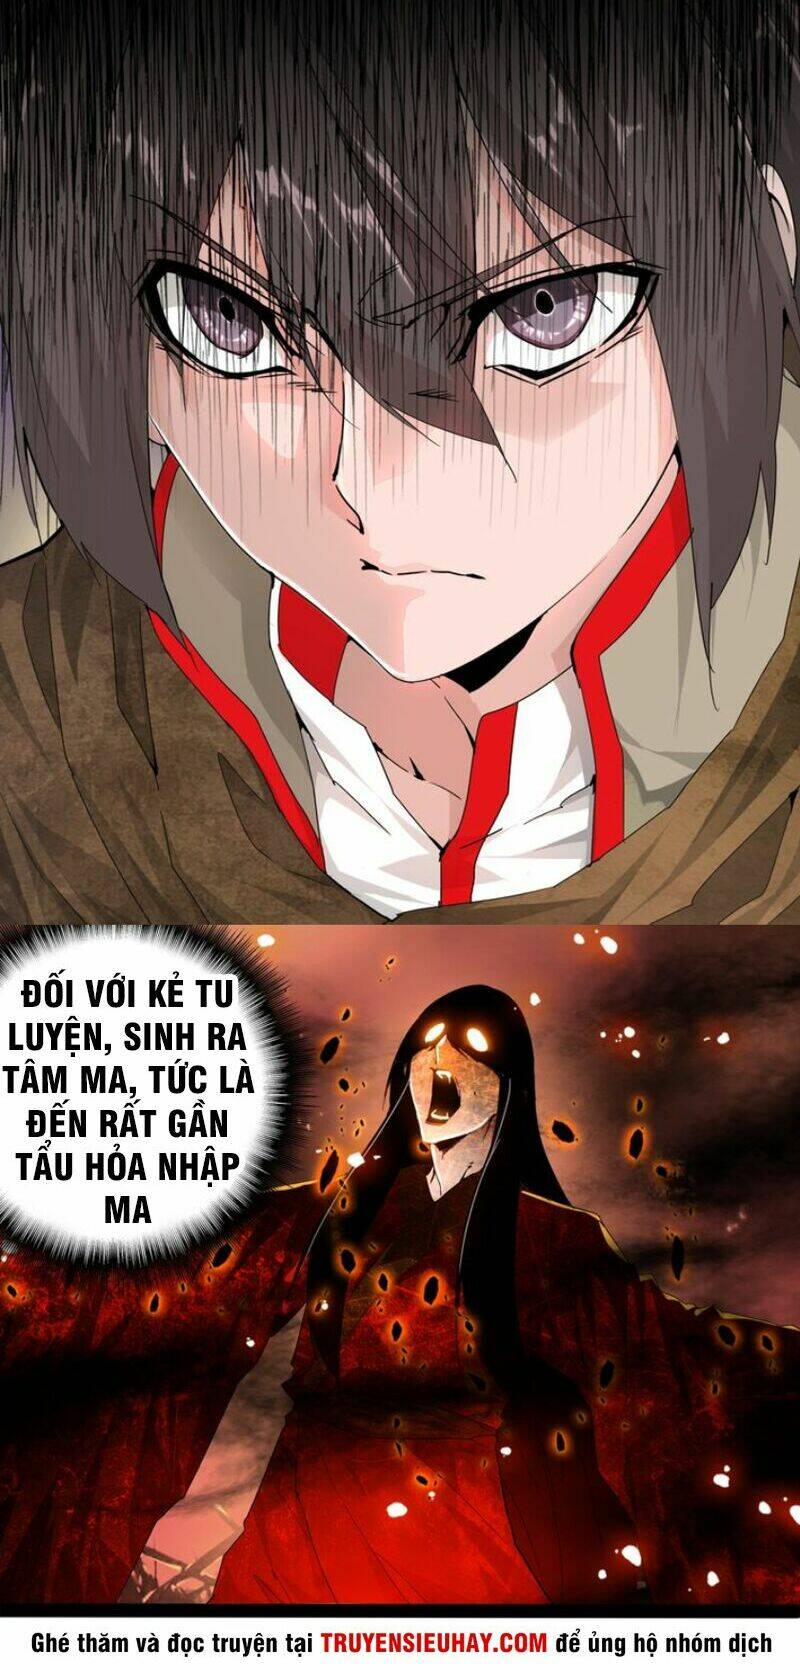 ĐỐI VỚI KẺ TU
LUYỆN, SINH RA
TÂM MA, TỨC LÀ
ĐẾN RẤT GẦN
TẨU HỎA NHẬP
MA
Ghé thăm và đọc truyện tại TRUYENSIEUHAY.COM để ủng hộ nhóm dịch